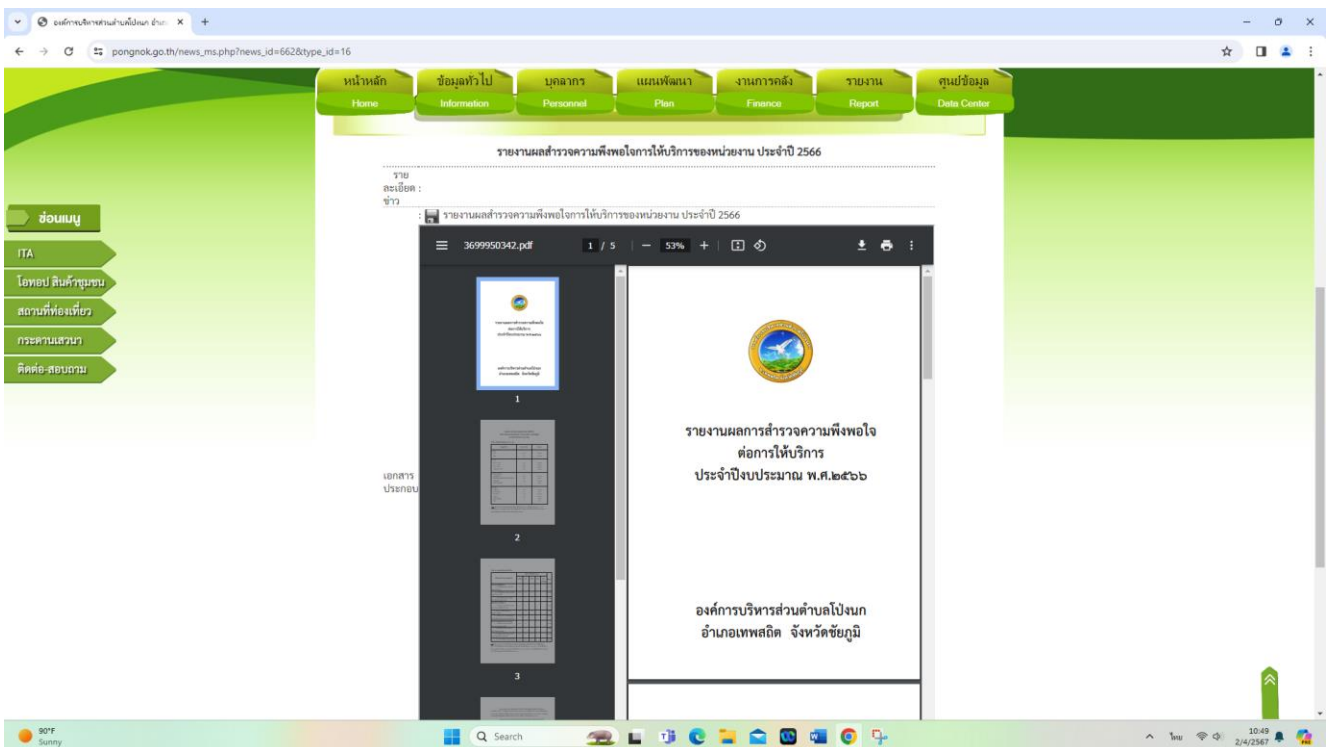 องค์การบริหารส่วนตำบลโป่งนก อำเภ
pongnok.go.th/news_ms.php?news_id=662&type_id=16
หน้าหลัก ข้อมูลทั่วไป บุคลากร แผนพัฒนา งานการคลัง รายงาน ศูนย์ข้อมูล
Home Information Personnel Plan Finance Report Data Center
รายงานผลสำรวจความพึงพอใจการให้บริการของหน่วยงาน ประจำปี 2566
ราย
ละเอียด :
ข่าว
: รายงานผลสำรวจความพึงพอใจการให้บริการของหน่วยงาน ประจำปี 2566
ซ่อนเมนู
ITA
โอทอป สินค้าชุมชน
สถานที่ท่องเที่ยว
กระดานเสวนา
ติดต่อ-สอบถาม
เอกสาร
ประกอบ
3699950342.pdf 1 / 5 53%
1
2
3
รายงานผลการสำรวจความพึงพอใจ
ต่อการให้บริการ
ประจำปีงบประมาณ พ.ศ.๒๕๖๖
องค์การบริหารส่วนตำบลโป่งนก
อำเภอเทพสถิต จังหวัดชัยภูมิ
90°F
Sunny
Search
ไทย
10:49
2/4/2567